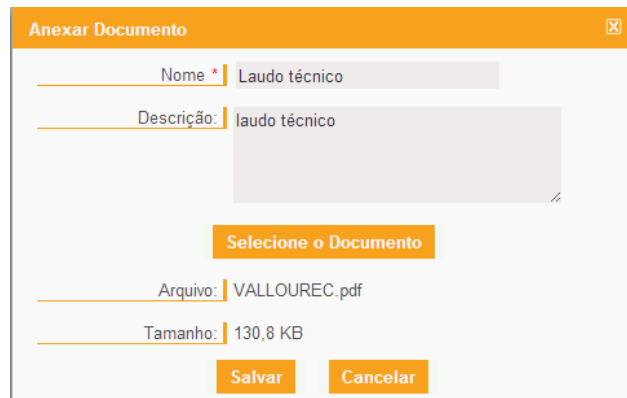 Anexar Documento
Nome * Laudo técnico
Descrição: laudo técnico
Selecione o Documento
Arquivo: VALLOUREC.pdf
Tamanho: 130,8 KB
Salvar Cancelar